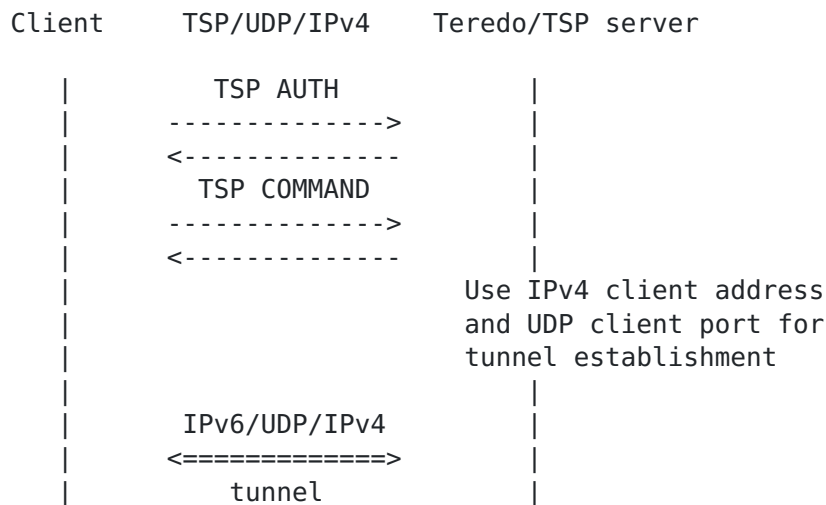 Client     TSP/UDP/IPv4    Teredo/TSP server
   |         TSP AUTH            |
   |      -------------->        |
   |      <--------------        |
   |        TSP COMMAND          |
   |      -------------->        |
   |      <--------------        |
   |                         Use IPv4 client address
   |                         and UDP client port for
   |                         tunnel establishment
   |                             |
   |       IPv6/UDP/IPv4         |
   |      <=============>        |
   |          tunnel             |